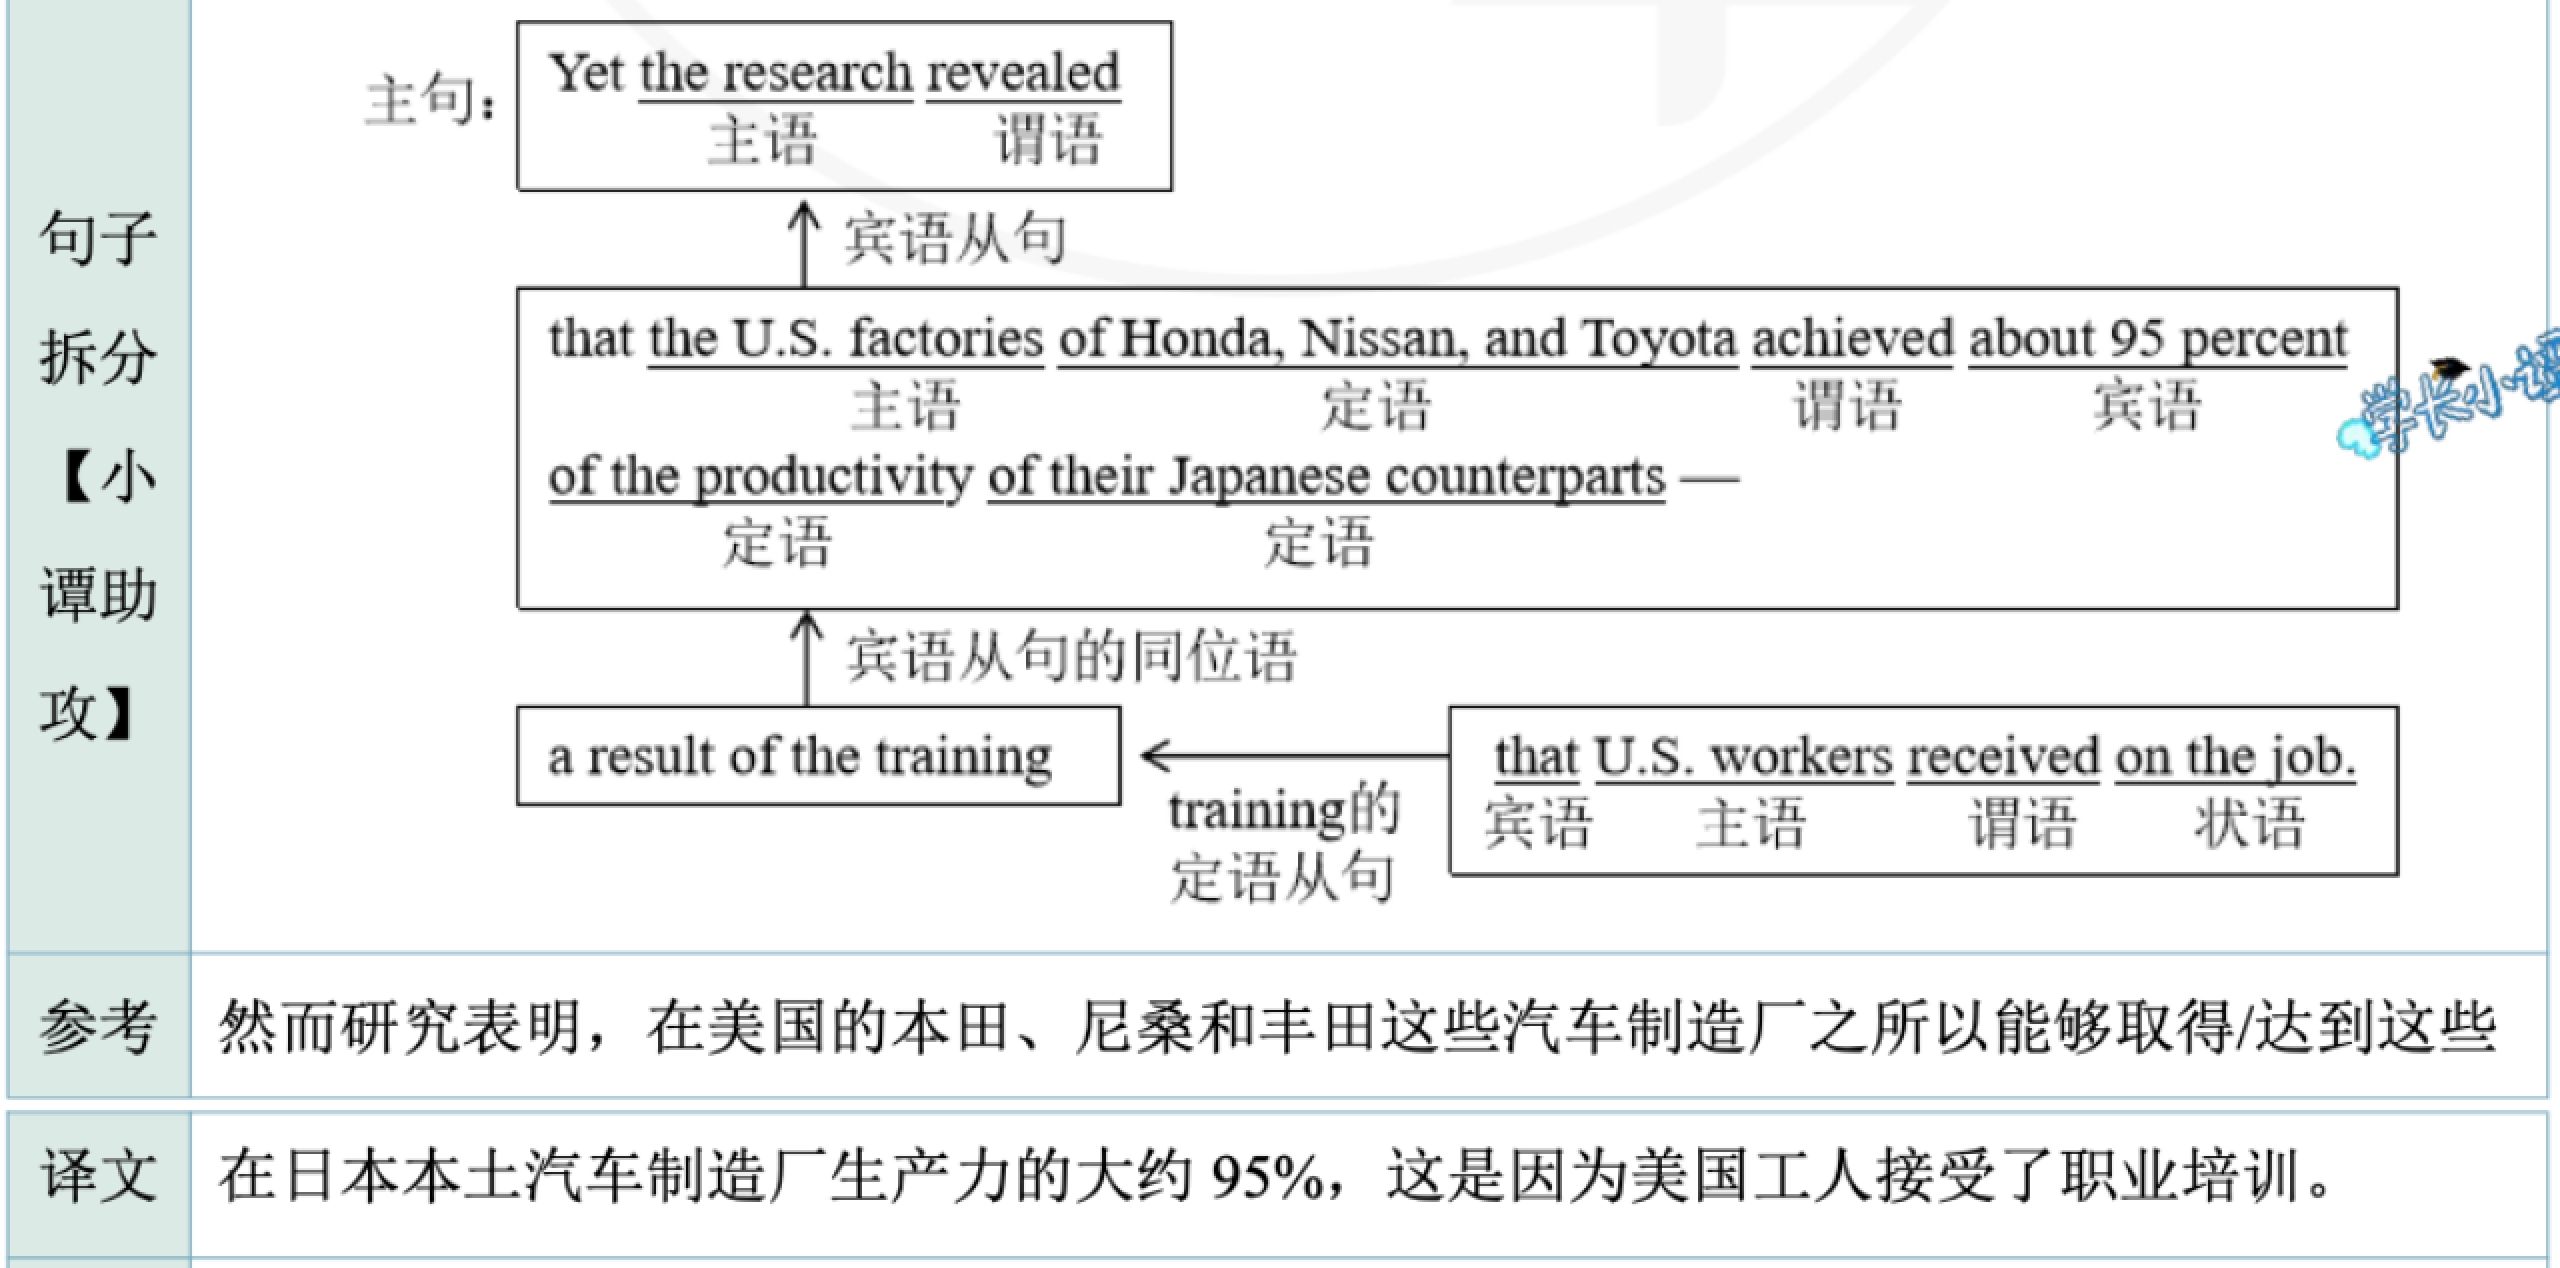 句子
拆分
【小
谭助
攻】
主句：
Yet the research revealed
主语 谓语
宾语从句
that the U.S. factories of Honda, Nissan, and Toyota achieved about 95 percent
主语 定语 谓语 宾语
of the productivity of their Japanese counterparts —
定语 定语
宾语从句的同位语
a result of the training
training的
定语从句
that U.S. workers received on the job.
宾语 主语 谓语 状语
学长小谭
参考 然而研究表明，在美国的本田、尼桑和丰田这些汽车制造厂之所以能够取得/达到这些
译文 在日本本土汽车制造厂生产力的大约 95%，这是因为美国工人接受了职业培训。